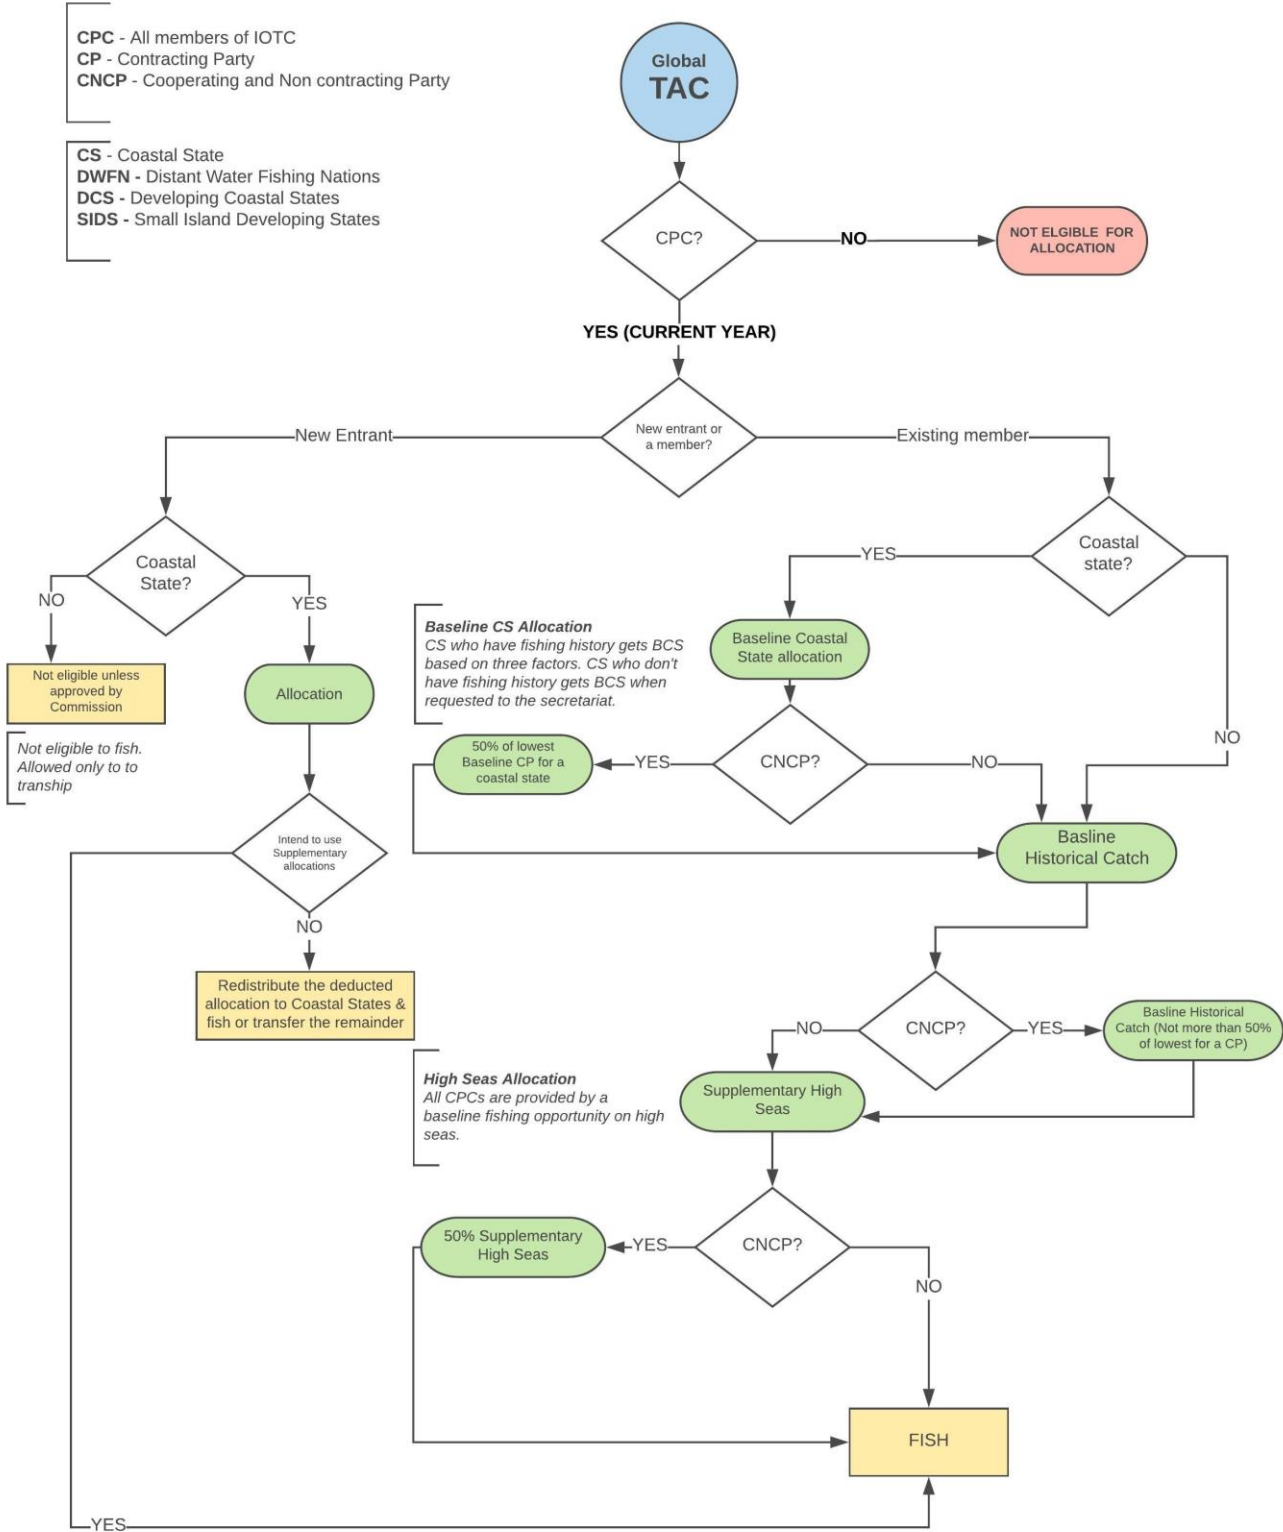 CPC - All members of IOTC
CP - Contracting Party
CNCP - Cooperating and Non contracting Party
CS - Coastal State
DWFN - Distant Water Fishing Nations
DCS - Developing Coastal States
SIDS - Small Island Developing States
Global
TAC
CPC?
NO
NOT ELGIBLE FOR
ALLOCATION
YES (CURRENT YEAR)
New entrant or
a member?
New Entrant
Existing member
Coastal
State?
NO
YES
Not eligible unless
approved by
Commission
Not eligible to fish.
Allowed only to to
tranship
Allocation
Intend to use
Supplementary
allocations
NO
Redistribute the deducted
allocation to Coastal States &
fish or transfer the remainder
YES
Coastal
state?
YES
NO
Baseline CS Allocation
CS who have fishing history gets BCS
based on three factors. CS who don't
have fishing history gets BCS when
requested to the secretariat.
Baseline Coastal
State allocation
CNCP?
YES
NO
50% of lowest
Baseline CP for a
coastal state
Basline
Historical Catch
CNCP?
NO
YES
Basline Historical
Catch (Not more than 50%
of lowest for a CP)
High Seas Allocation
All CPCs are provided by a
baseline fishing opportunity on high
seas.
Supplementary High
Seas
CNCP?
YES
NO
50% Supplementary
High Seas
FISH